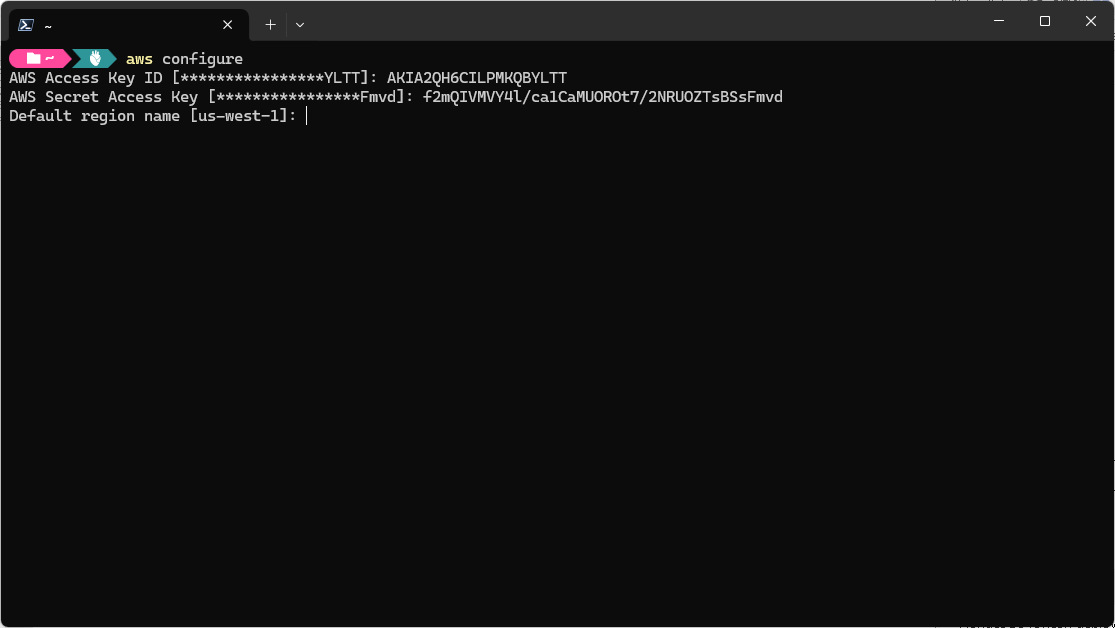 ~
aws configure
AWS Access Key ID [****************YLTT]: AKIA2QH6CILPMKQBYLTT
AWS Secret Access Key [****************Fmvd]: 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
Default region name [us-west-1]: